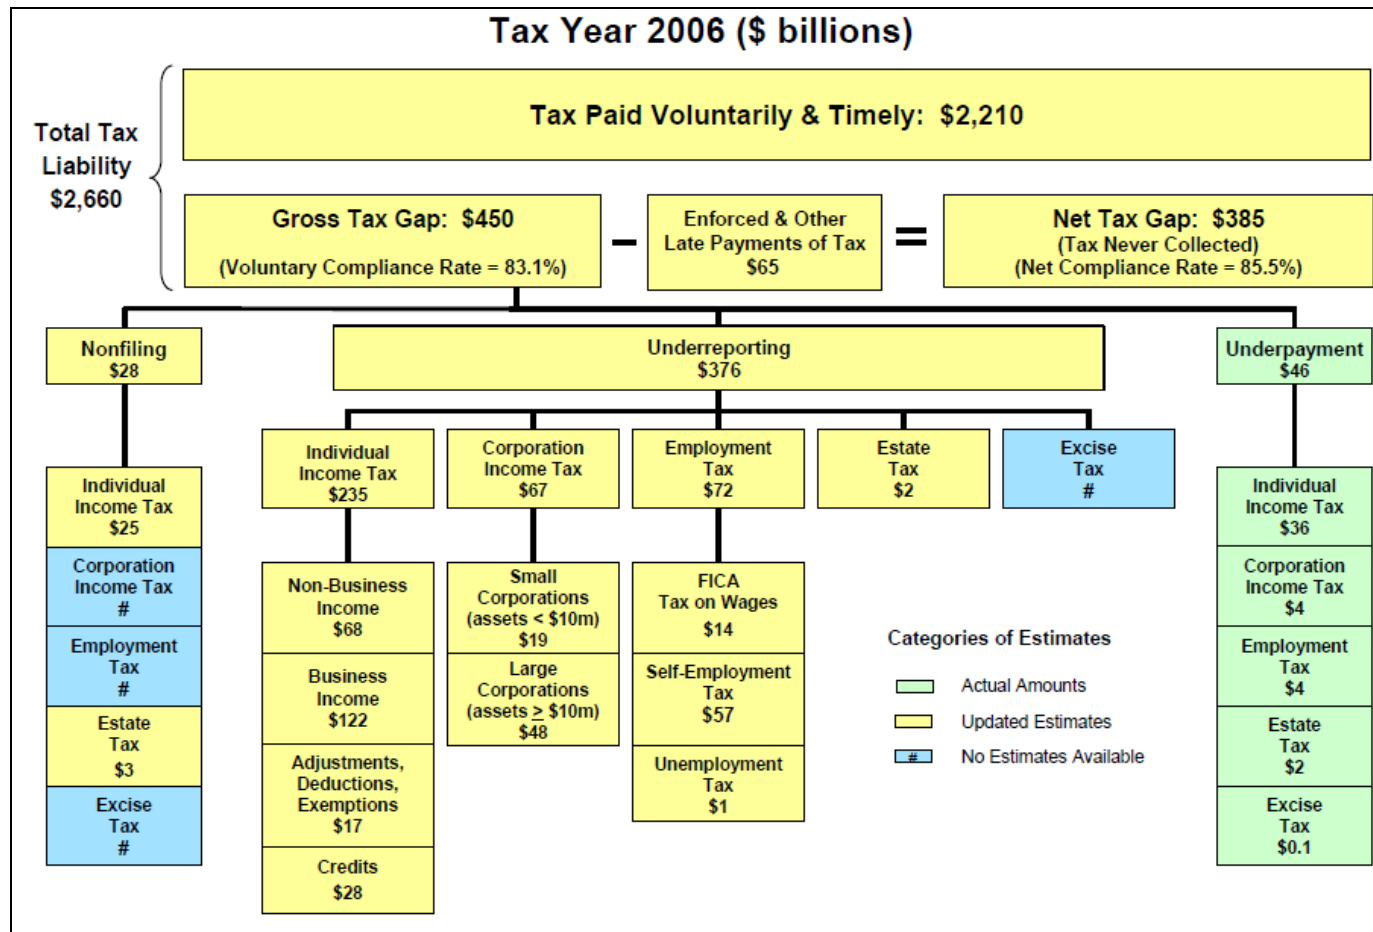 Tax Year 2006 ($ billions)
Total Tax
Liability
$2,660
Tax Paid Voluntarily & Timely: $2,210
Gross Tax Gap: $450
(Voluntary Compliance Rate = 83.1%)
–
Enforced & Other
Late Payments of Tax
$65
=
Net Tax Gap: $385
(Tax Never Collected)
(Net Compliance Rate = 85.5%)
Nonfiling
$28
Underreporting
$376
Underpayment
$46
Individual
Income Tax
$25
Corporation
Income Tax
#
Employment
Tax
#
Estate
Tax
$3
Excise
Tax
#
Individual
Income Tax
$235
Non-Business
Income
$68
Business
Income
$122
Adjustments,
Deductions,
Exemptions
$17
Credits
$28
Corporation
Income Tax
$67
Small
Corporations
(assets < $10m)
$19
Large
Corporations
(assets ≥ $10m)
$48
Employment
Tax
$72
FICA
Tax on Wages
$14
Self-Employment
Tax
$57
Unemployment
Tax
$1
Estate
Tax
$2
Excise
Tax
#
Categories of Estimates
Actual Amounts
Updated Estimates
# No Estimates Available
Individual
Income Tax
$36
Corporation
Income Tax
$4
Employment
Tax
$4
Estate
Tax
$2
Excise
Tax
$0.1